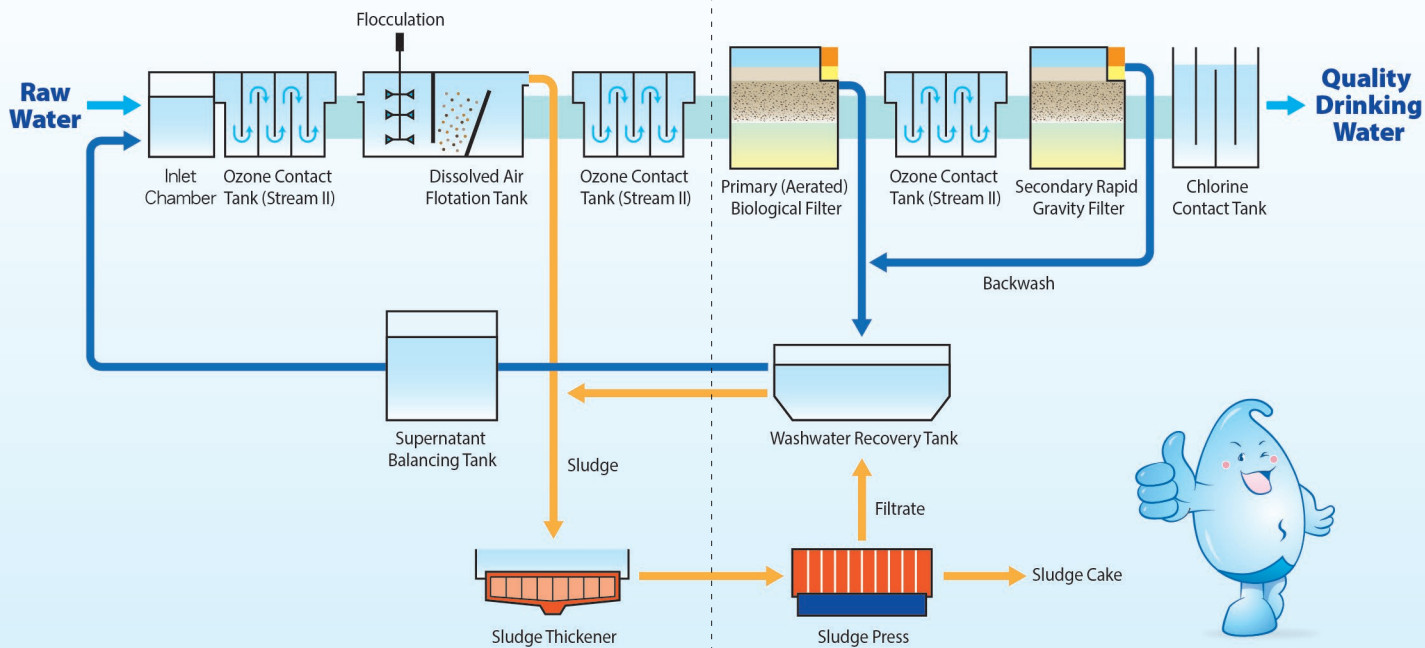 Flocculation
Raw
Water
Quality
Drinking
Water
Inlet
Chamber
Ozone Contact
Tank (Stream II)
Dissolved Air
Flotation Tank
Ozone Contact
Tank (Stream II)
Primary (Aerated)
Biological Filter
Ozone Contact
Tank (Stream II)
Secondary Rapid
Gravity Filter
Chlorine
Contact Tank
Backwash
Supernatant
Balancing Tank
Washwater Recovery Tank
Sludge
Filtrate
Sludge Cake
Sludge Thickener
Sludge Press